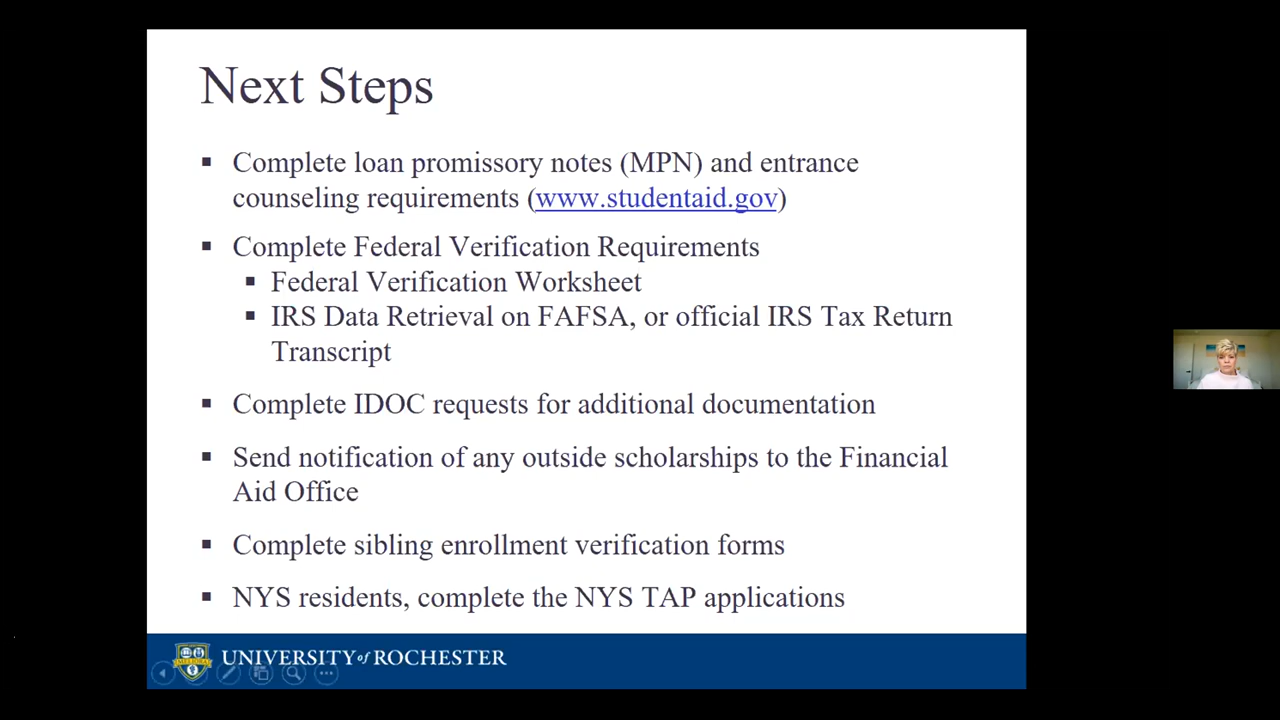 Next Steps
▪ Complete loan promissory notes (MPN) and entrance
counseling requirements (www.studentaid.gov)
▪ Complete Federal Verification Requirements
▪ Federal Verification Worksheet
▪ IRS Data Retrieval on FAFSA, or official IRS Tax Return
Transcript
▪ Complete IDOC requests for additional documentation
▪ Send notification of any outside scholarships to the Financial
Aid Office
▪ Complete sibling enrollment verification forms
▪ NYS residents, complete the NYS TAP applications
MELIORA
UNIVERSITY of ROCHESTER